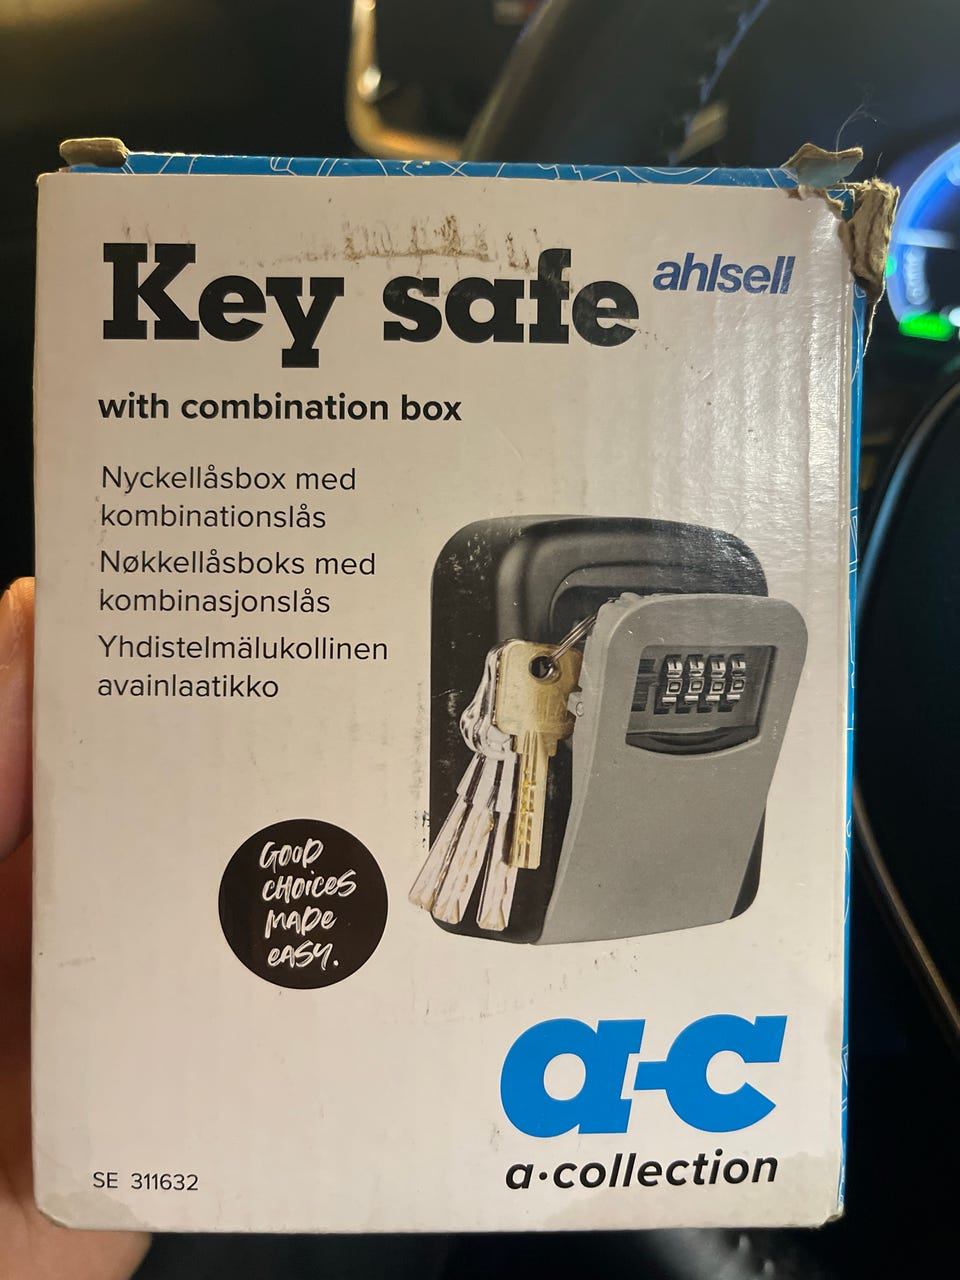 Key safe
ahlsell
with combination box
Nyckellåsbox med
kombinationslås
Nøkkellåsboks med
kombinasjonslås
Yhdistelmälukollinen
avainlaatikko
GOOD
CHOiCES
MADe
eASY.
a-c
a·collection
SE 311632